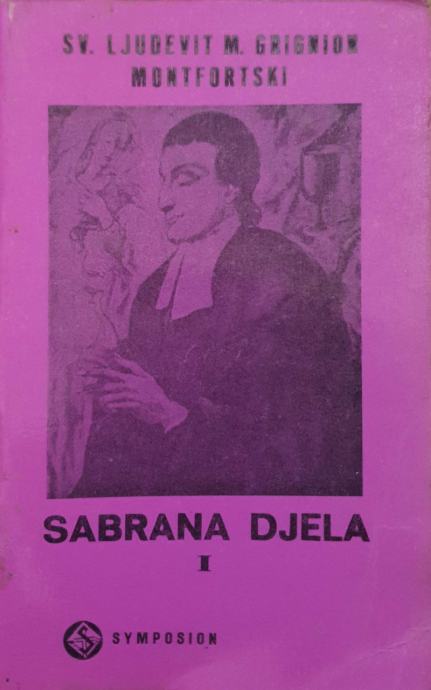 SV. LJUDEVIT M. GRIGNION
MONTFORTSKI
SABRANA DJELA
I
SYMPOSION